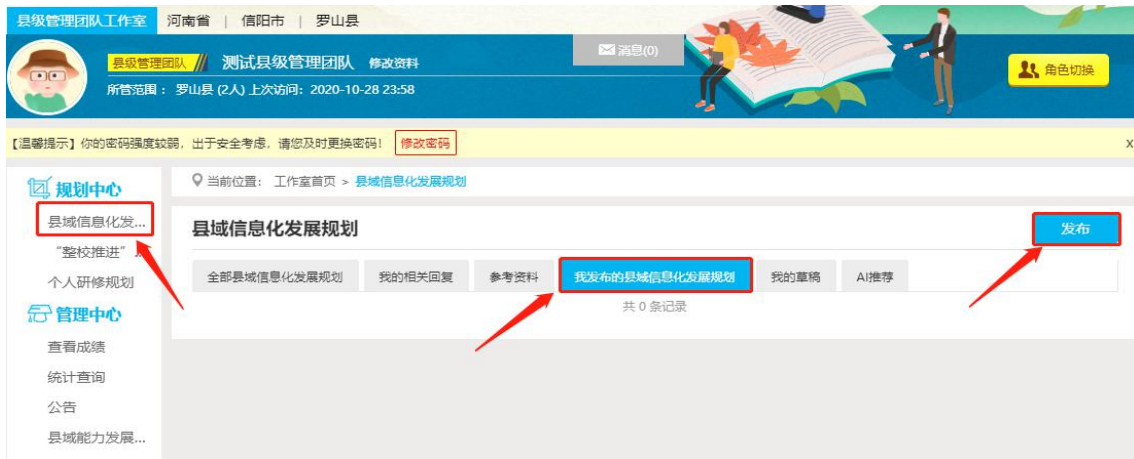 县级管理团队工作室 河南省 | 信阳市 | 罗山县
消息(0)
县级管理团队 测试县级管理团队 修改资料
角色切换
所管范围: 罗山县 (2人) 上次访问: 2020-10-28 23:58
【温馨提示】你的密码强度较弱, 出于安全考虑, 请您及时更换密码! 修改密码 X
规划中心
县域信息化发...
“整校推进”
个人研修规划
管理中心
查看成绩
统计查询
公告
县域能力发展...
当前位置: 工作室首页 > 县域信息化发展规划
县域信息化发展规划 发布
全部县域信息化发展规划 我的相关回复 参考资料 我发布的县域信息化发展规划 我的草稿 AI推荐
共 0 条记录